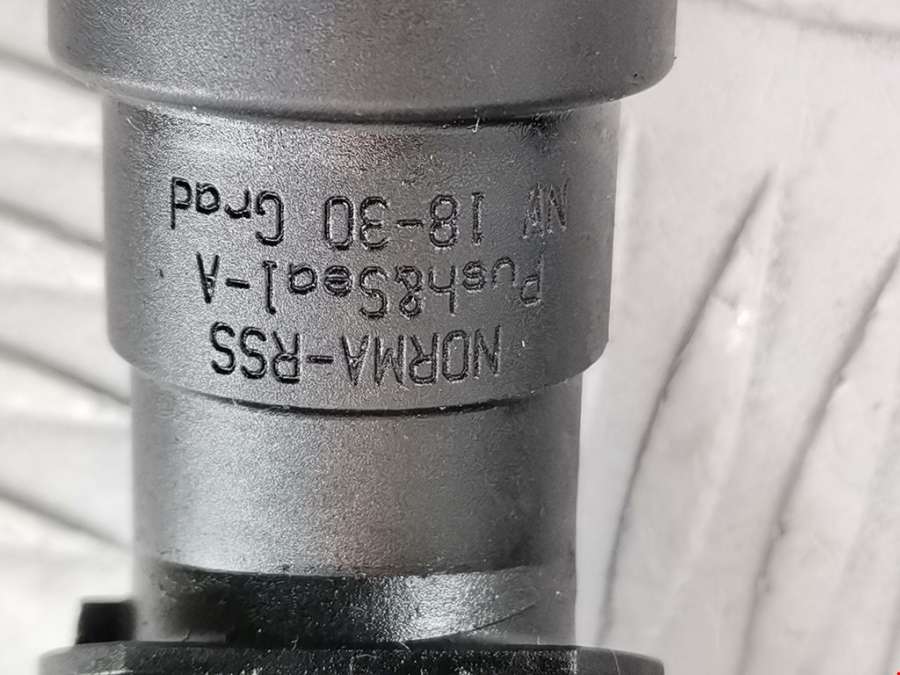 NORMA-RSS
Push&Seal-A
NW 18-30 Grad